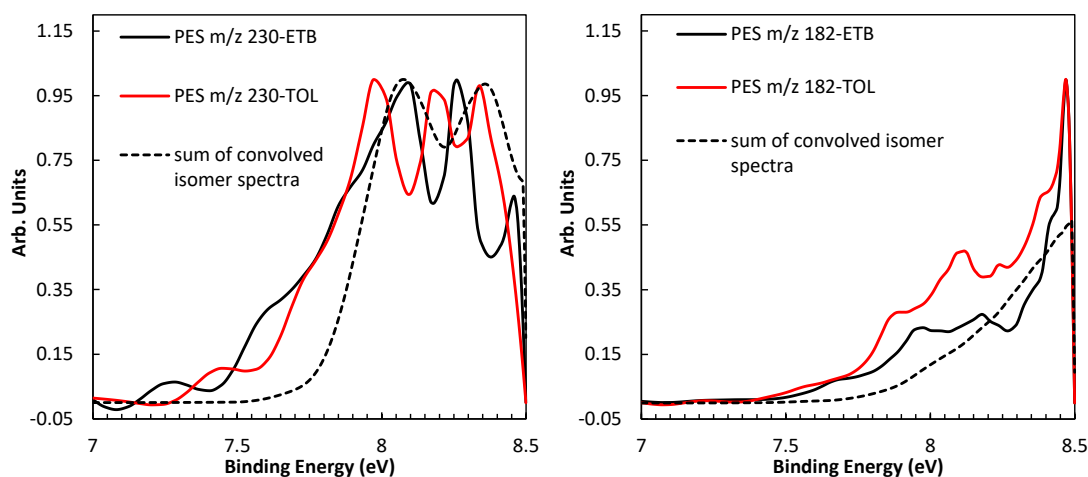 1.15
0.95
0.75
0.55
0.35
0.15
-0.05
Arb. Units
PES m/z 230-ETB
PES m/z 230-TOL
sum of convolved
isomer spectra
7
7.5
8
8.5
Binding Energy (eV)
1.15
0.95
0.75
0.55
0.35
0.15
-0.05
Arb. Units
PES m/z 182-ETB
PES m/z 182-TOL
sum of convolved isomer
spectra
7
7.5
8
8.5
Binding Energy (eV)